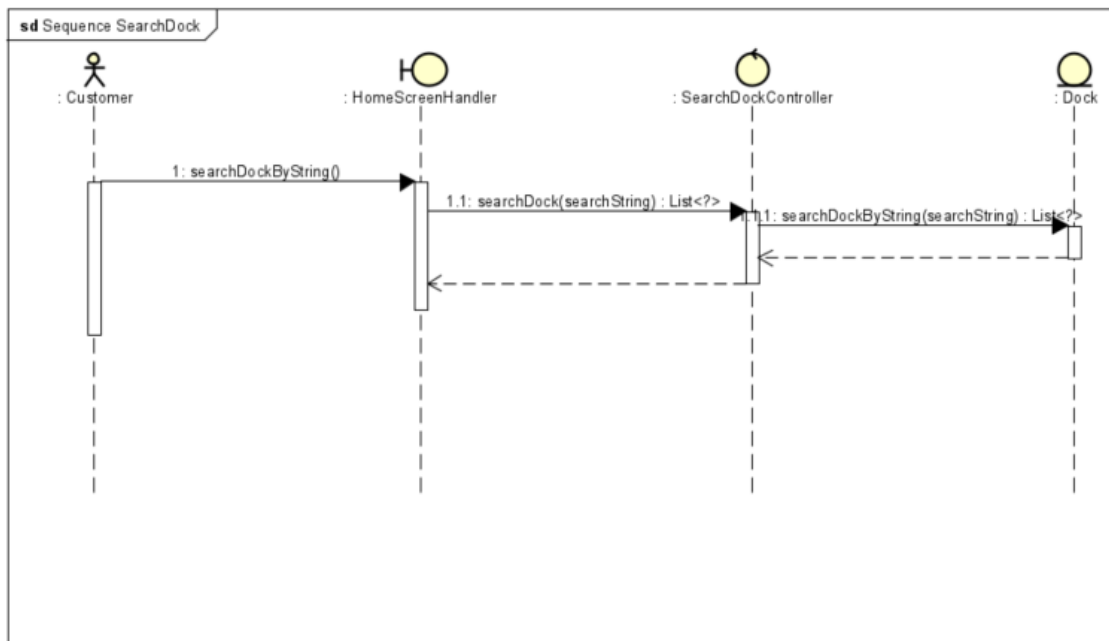 sd Sequence SearchDock
: Customer
: HomeScreenHandler
: SearchDockController
: Dock
1: searchDockByString()
1.1: searchDock(searchString) : List<?>
1.1.1: searchDockByString(searchString) : List<?>